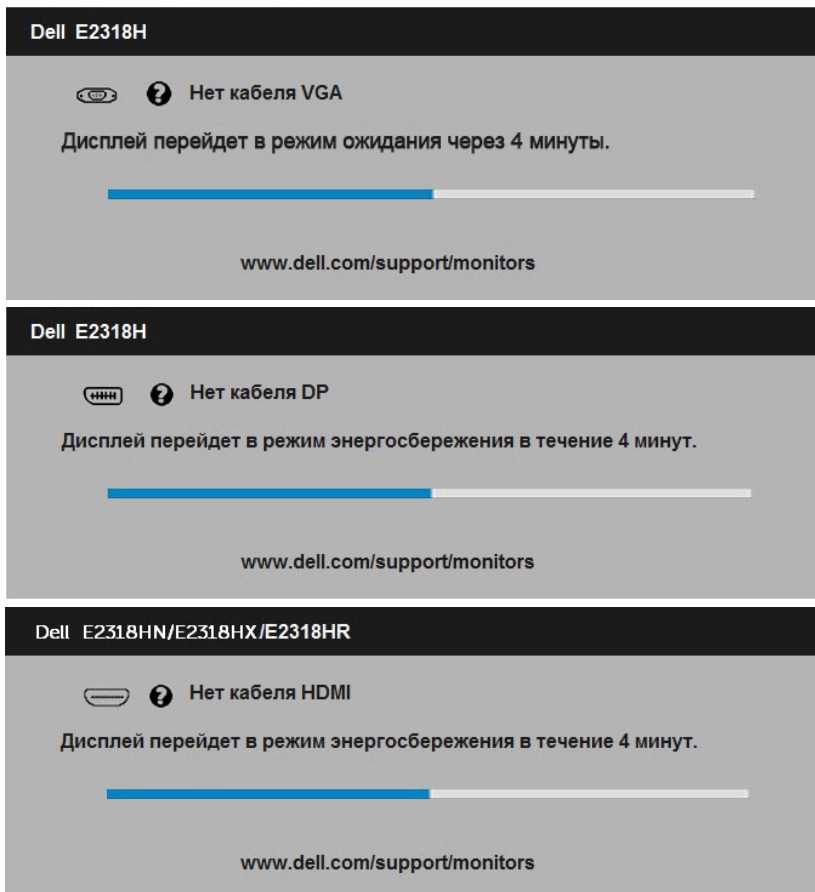 Dell E2318H
Нет кабеля VGA
Дисплей перейдет в режим ожидания через 4 минуты.
www.dell.com/support/monitors
Dell E2318H
Нет кабеля DP
Дисплей перейдет в режим энергосбережения в течение 4 минут.
www.dell.com/support/monitors
Dell E2318HN/E2318HX/E2318HR
Нет кабеля HDMI
Дисплей перейдет в режим энергосбережения в течение 4 минут.
www.dell.com/support/monitors